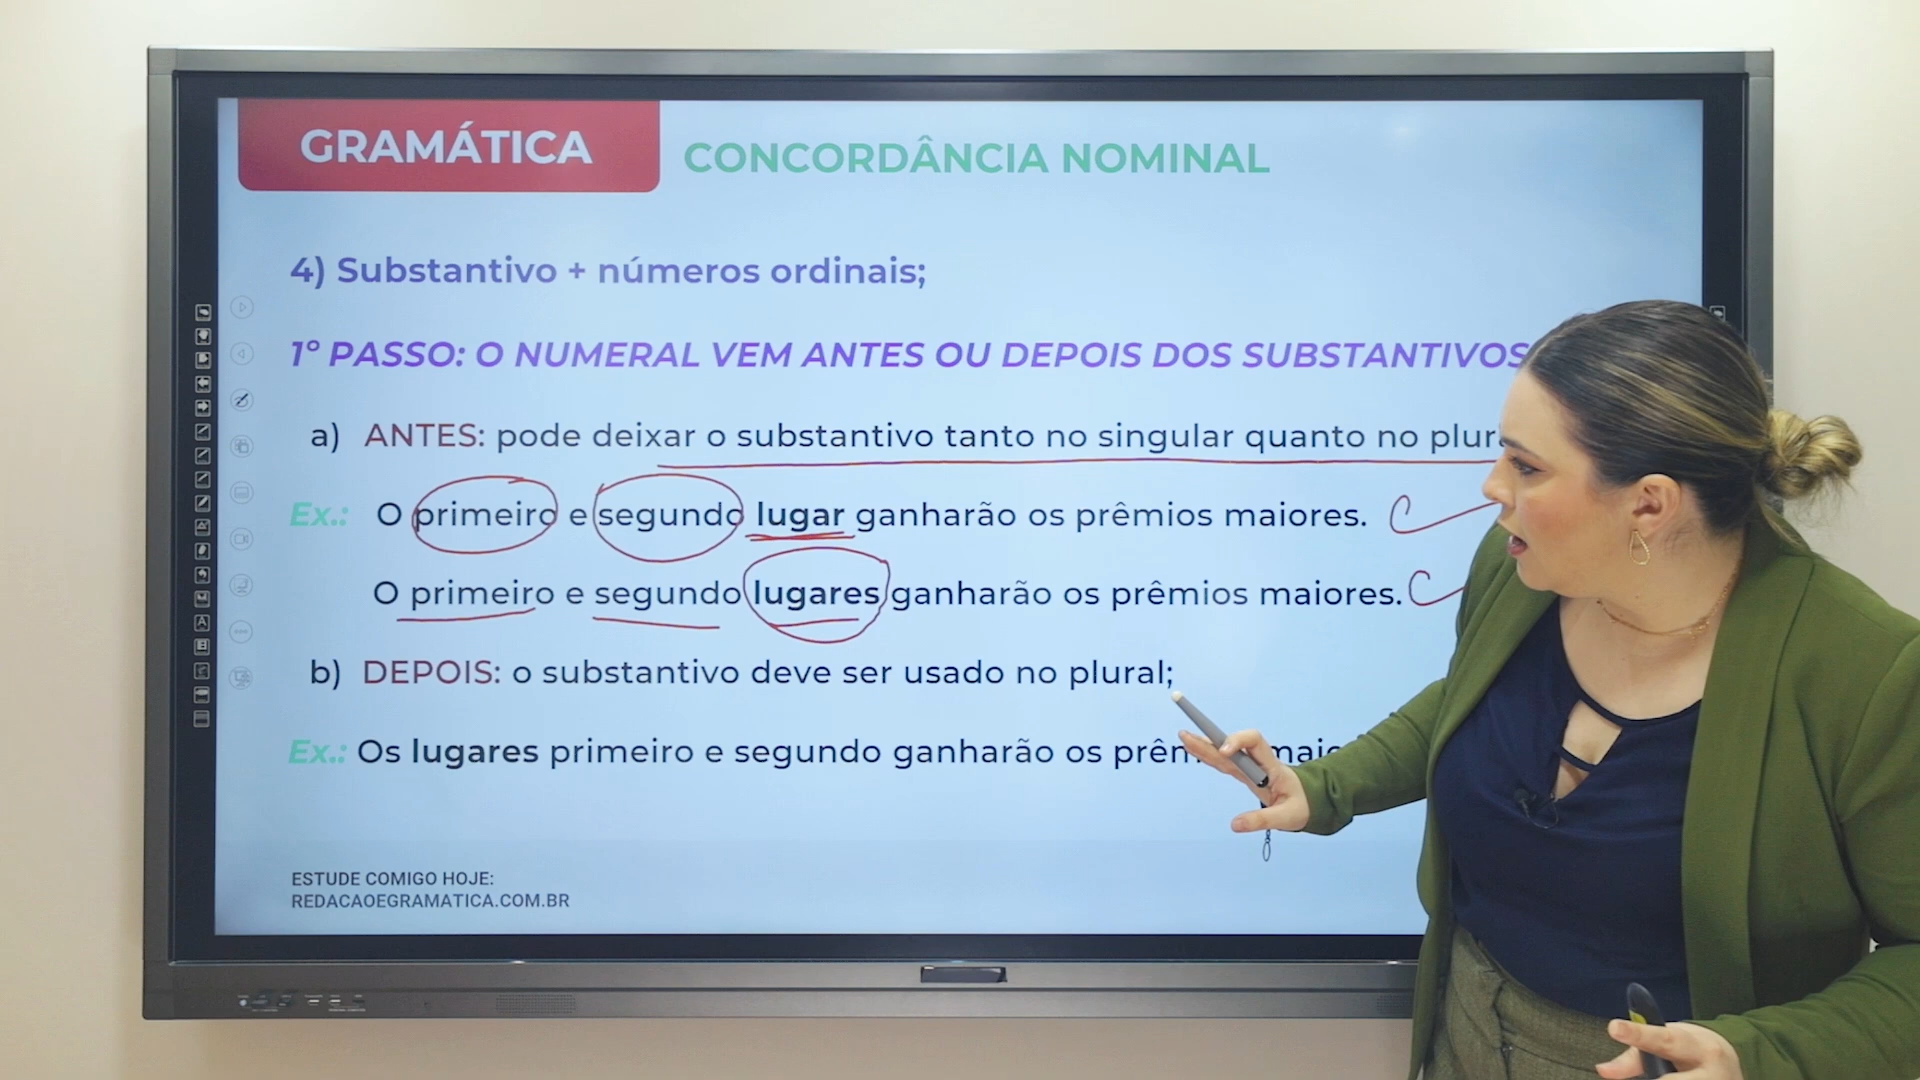 GRAMÁTICA
CONCORDÂNCIA NOMINAL
4) Substantivo + números ordinais;
1º PASSO: O NUMERAL VEM ANTES OU DEPOIS DOS SUBSTANTIVOS
a) ANTES: pode deixar o substantivo tanto no singular quanto no
Ex.: O primeiro e segundo lugar ganharão os prêmios maiores.
O primeiro e segundo lugares ganharão os prêmios maiores.
b) DEPOIS: o substantivo deve ser usado no plural;
Ex.: Os lugares primeiro e segundo ganharão os
ESTUDE COMIGO HOJE:
REDACAOEGRAMATICA.COM.BR